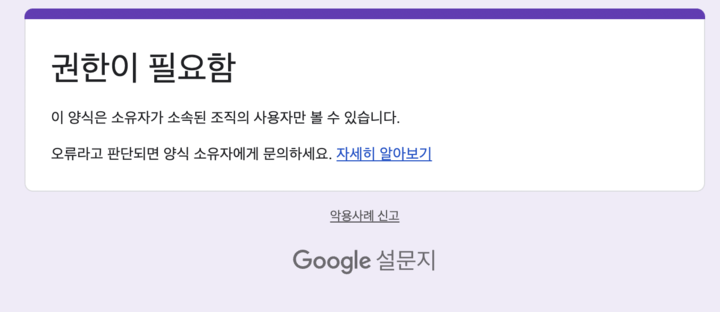 권한이 필요함
이 양식은 소유자가 소속된 조직의 사용자만 볼 수 있습니다.
오류라고 판단되면 양식 소유자에게 문의하세요. 자세히 알아보기
악용사례 신고
Google 설문지